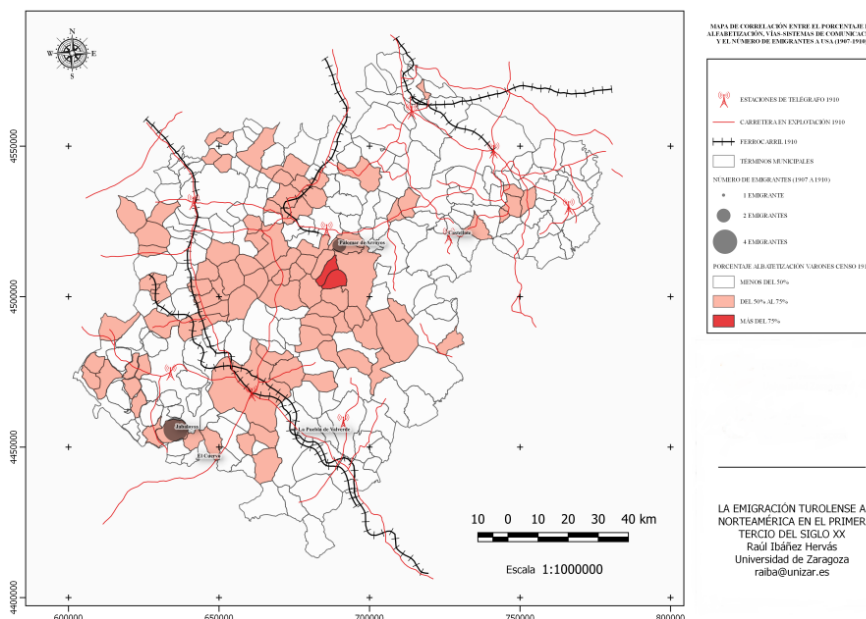 MAPA DE CORRELACIÓN ENTRE EL PORCENTAJE
ALFABETIZACIÓN, VÍAS-SISTEMAS DE COMUNICAC
Y EL NÚMERO DE EMIGRANTES A USA (1907-1910
N
W E
S
ESTACIONES DE TELÉGRAFO 1910
CARRETERA EN EXPLOTACIÓN 1910
FERROCARRIL 1910
TÉRMINOS MUNICIPALES
NÚMERO DE EMIGRANTES (1907 A 1910)
1 EMIGRANTE
2 EMIGRANTES
4 EMIGRANTES
PORCENTAJE ALBATETIZACIÓN VARONES CENSO 19
MENOS DEL 50%
DEL 50% AL 75%
MÁS DEL 75%
4550000
4500000
4450000
4400000
Palomar de Arroyos
Castellote
Jabaloyas
El Cuervo
La Puebla de Valverde
10 0 10 20 30 40 km
Escala 1:1000000
600000 650000 700000 750000 800000
LA EMIGRACIÓN TUROLENSE A
NORTEAMÉRICA EN EL PRIMER
TERCIO DEL SIGLO XX
Raúl Ibáñez Hervás
Universidad de Zaragoza
raiba@unizar.es